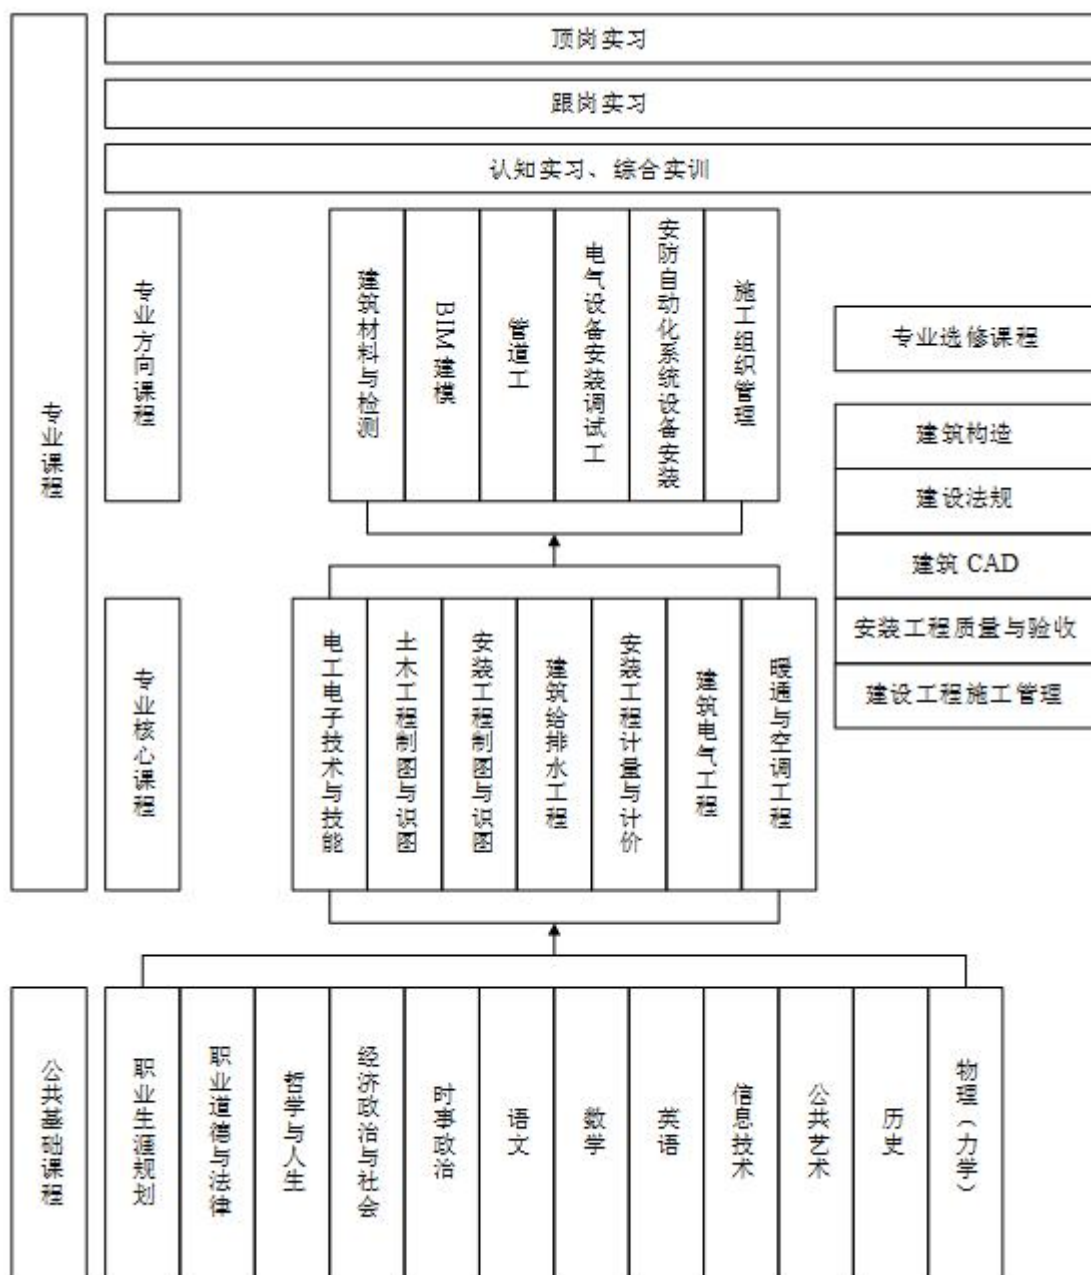 顶岗实习
跟岗实习
认知实习、综合实训
专业课程
专业方向课程
建筑材料与检测
BIM 建模
管道工
电气设备安装调试工
安防自动化系统设备安装
施工组织管理
专业选修课程
建筑构造
建设法规
建筑 CAD
安装工程质量与验收
建设工程施工管理
专业核心课程
电工电子技术与技能
土木工程制图与识图
安装工程制图与识图
建筑给排水工程
安装工程计量与计价
建筑电气工程
暖通与空调工程
公共基础课程
职业生涯规划
职业道德与法律
哲学与人生
经济政治与社会
时事政治
语文
数学
英语
信息技术
公共艺术
历史
物理（力学）